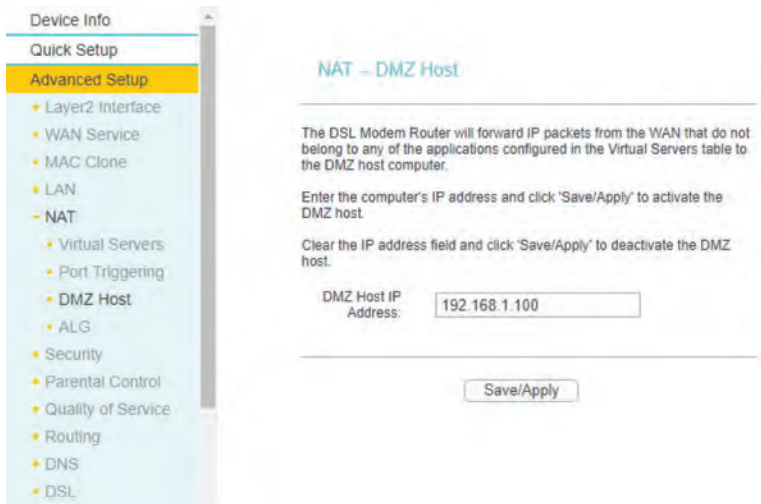 Device Info
Quick Setup
Advanced Setup
Layer2 Interface
WAN Service
MAC Clone
LAN
NAT
Virtual Servers
Port Triggering
DMZ Host
ALG
Security
Parental Control
Quality of Service
Routing
DNS
DSL
NAT – DMZ Host
The DSL Modem Router will forward IP packets from the WAN that do not
belong to any of the applications configured in the Virtual Servers table to
the DMZ host computer.
Enter the computer's IP address and click 'Save/Apply' to activate the
DMZ host.
Clear the IP address field and click 'Save/Apply' to deactivate the DMZ
host.
DMZ Host IP
Address:
192.168.1.100
Save/Apply